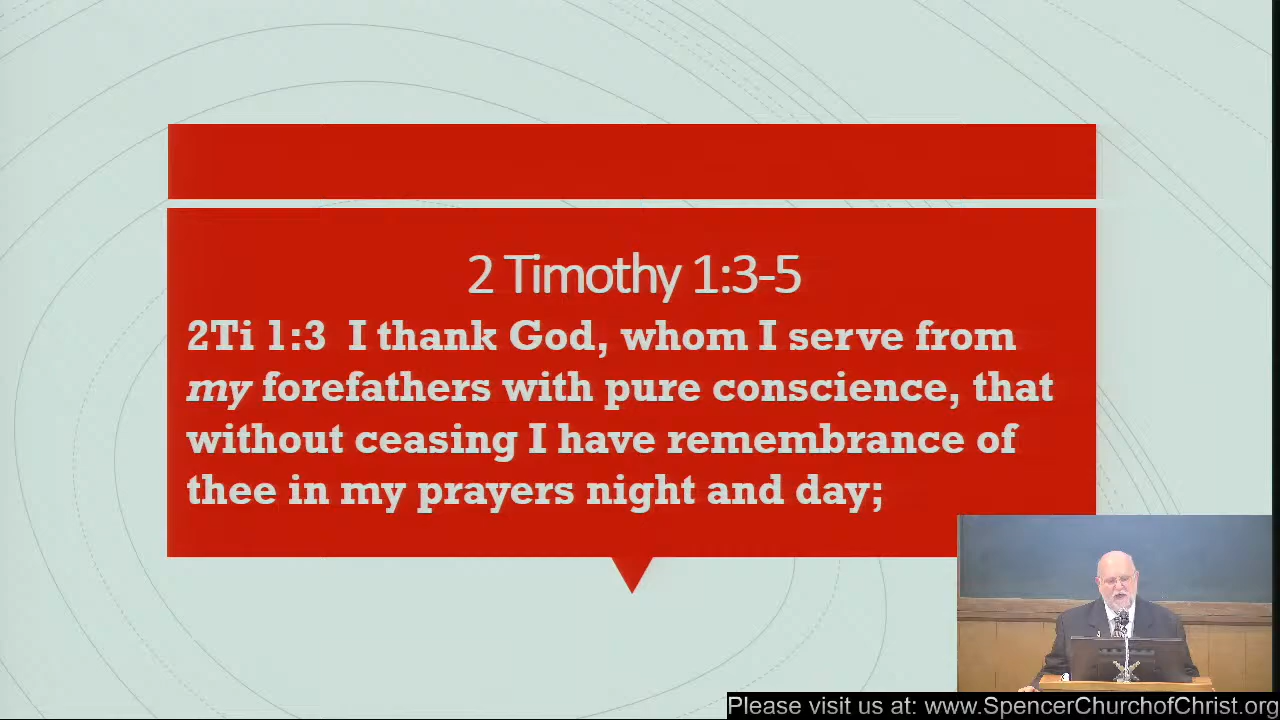 2 Timothy 1:3-5
2Ti 1:3 I thank God, whom I serve from
my forefathers with pure conscience, that
without ceasing I have remembrance of
thee in my prayers night and day;
Please visit us at: www.SpencerChurchofChrist.org